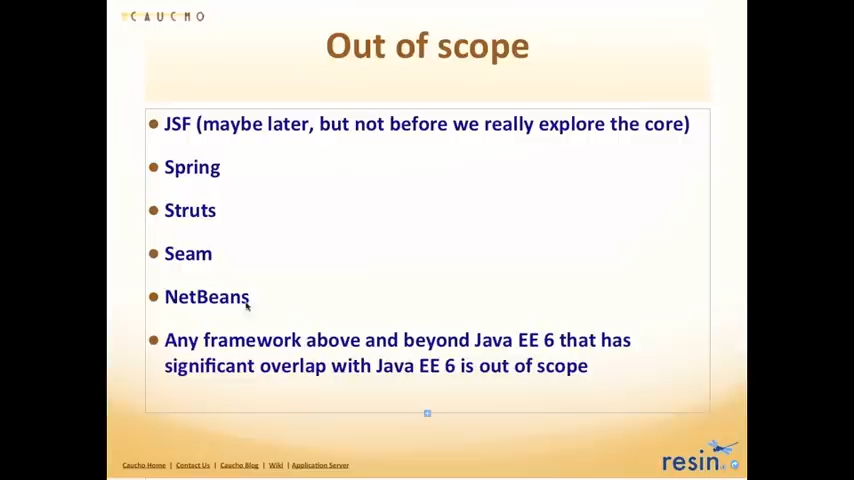 CAUCHO
Out of scope
JSF (maybe later, but not before we really explore the core)
Spring
Struts
Seam
NetBeans
Any framework above and beyond Java EE 6 that has
significant overlap with Java EE 6 is out of scope
Caucho Home | Contact Us | Caucho Blog | Wiki | Application Server
resin